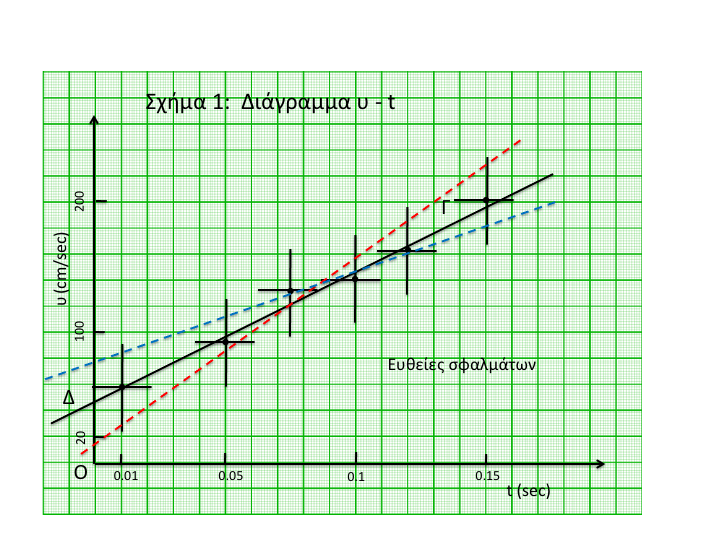 Σχήμα 1: Διάγραμμα υ - t
200
Γ
υ (cm/sec)
100
Ευθείες σφαλμάτων
Δ
20
Ο
0.01 0.05 0.1 0.15
t (sec)